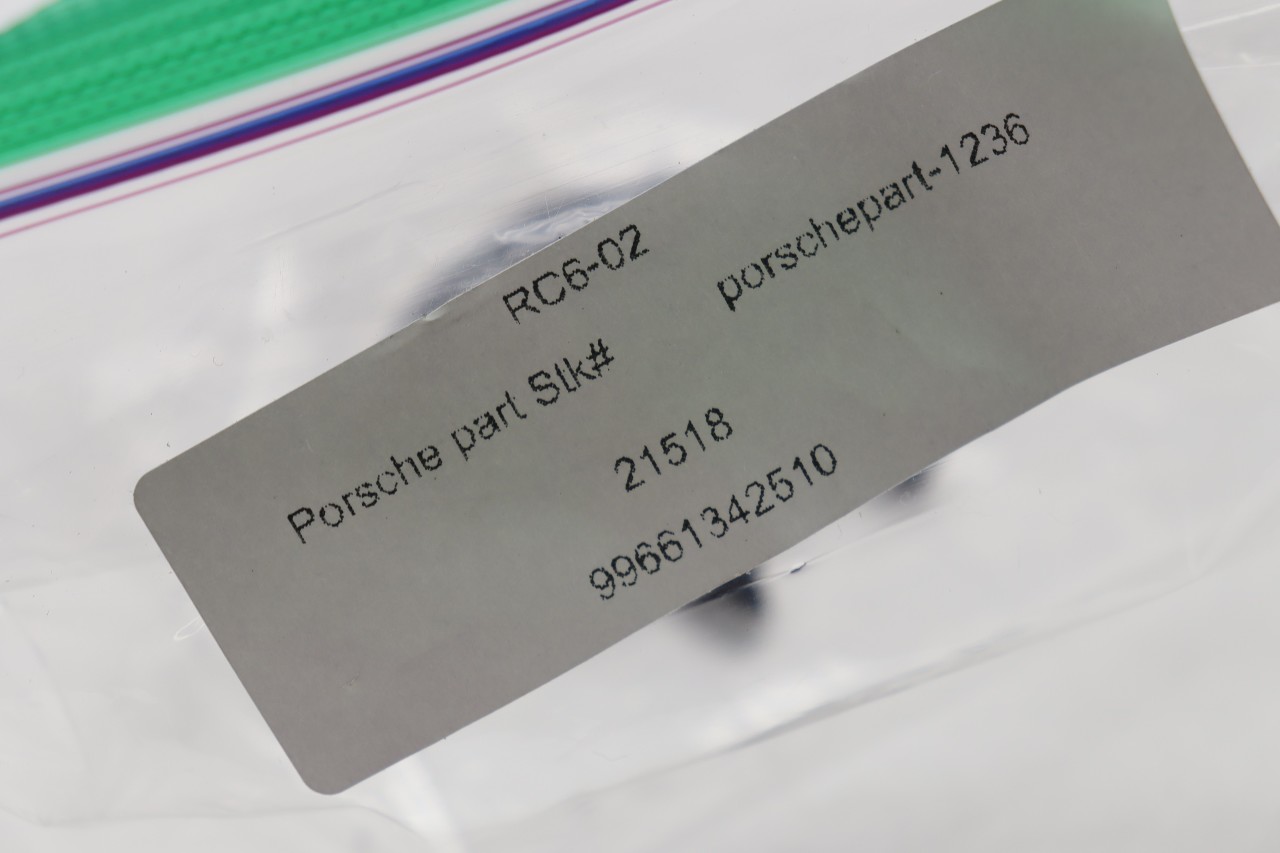 RC6-02 porschepart-1236
Porsche part Stk#
21518
99661342510